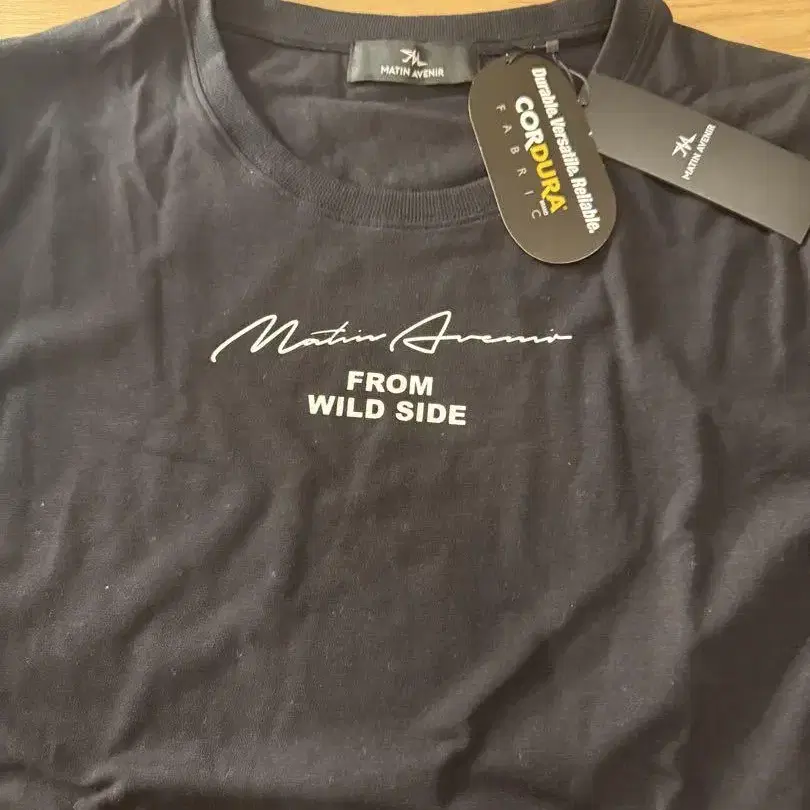 MATIN AVENIR
Durable. Versatile. Reliable.
CORDURA
FABRIC
MATIN AVENIR
Matin Avenir
FROM
WILD SIDE